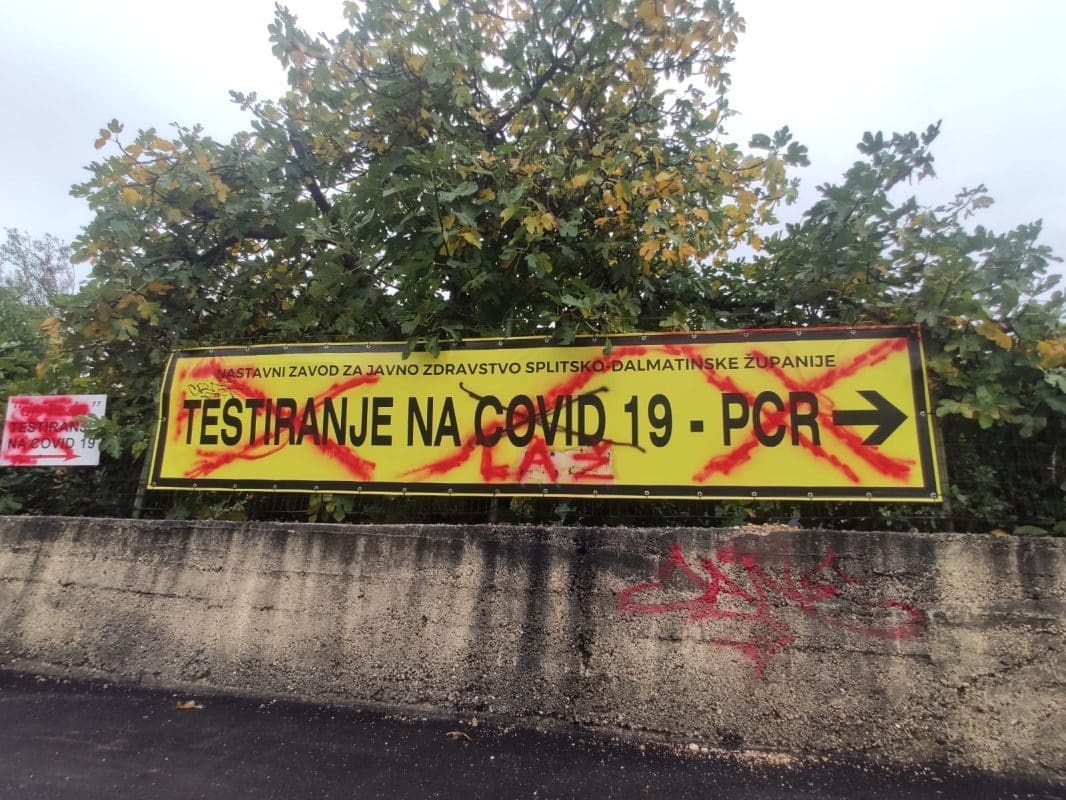 NASTAVNI ZAVOD ZA JAVNO ZDRAVSTVO SPLITSKO-DALMATINSKE ŽUPANIJE
TESTIRANJE NA COVID 19 - PCR
LAŽ
TESTIRANJE
NA COVID 19